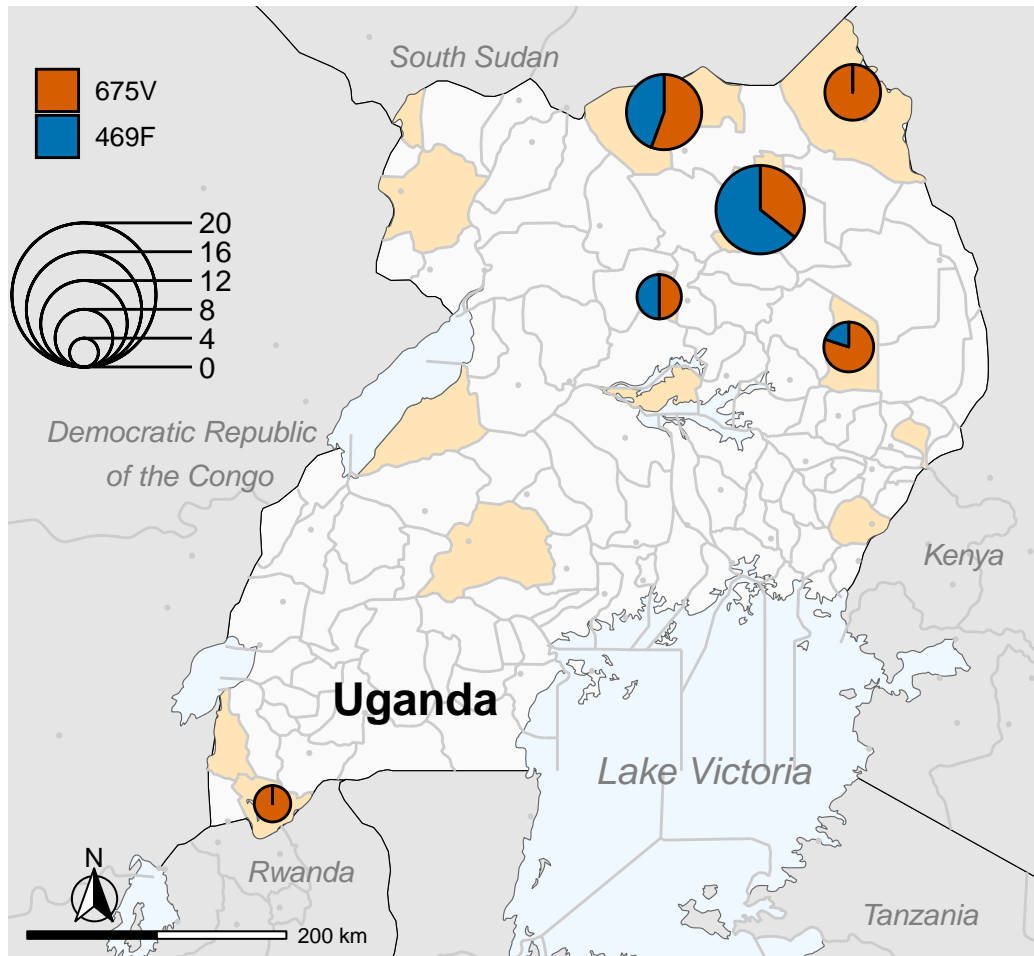 South Sudan
675V
469F
20
16
12
8
4
0
Democratic Republic
of the Congo
Kenya
Uganda
Lake Victoria
Rwanda
N
Tanzania
200 km